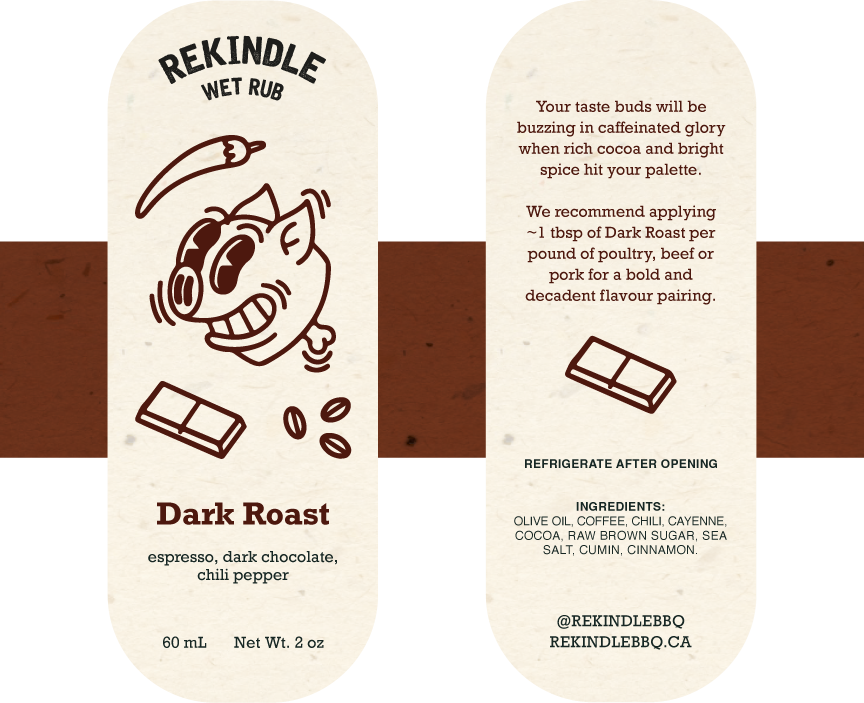 REKINDLE
WET RUB
Dark Roast
espresso, dark chocolate,
chili pepper
60 mL Net Wt. 2 oz
Your taste buds will be
buzzing in caffeinated glory
when rich cocoa and bright
spice hit your palette.
We recommend applying
~1 tbsp of Dark Roast per
pound of poultry, beef or
pork for a bold and
decadent flavour pairing.
REFRIGERATE AFTER OPENING
INGREDIENTS:
OLIVE OIL, COFFEE, CHILI, CAYENNE,
COCOA, RAW BROWN SUGAR, SEA
SALT, CUMIN, CINNAMON.
@REKINDLEBBQ
REKINDLEBBQ.CA